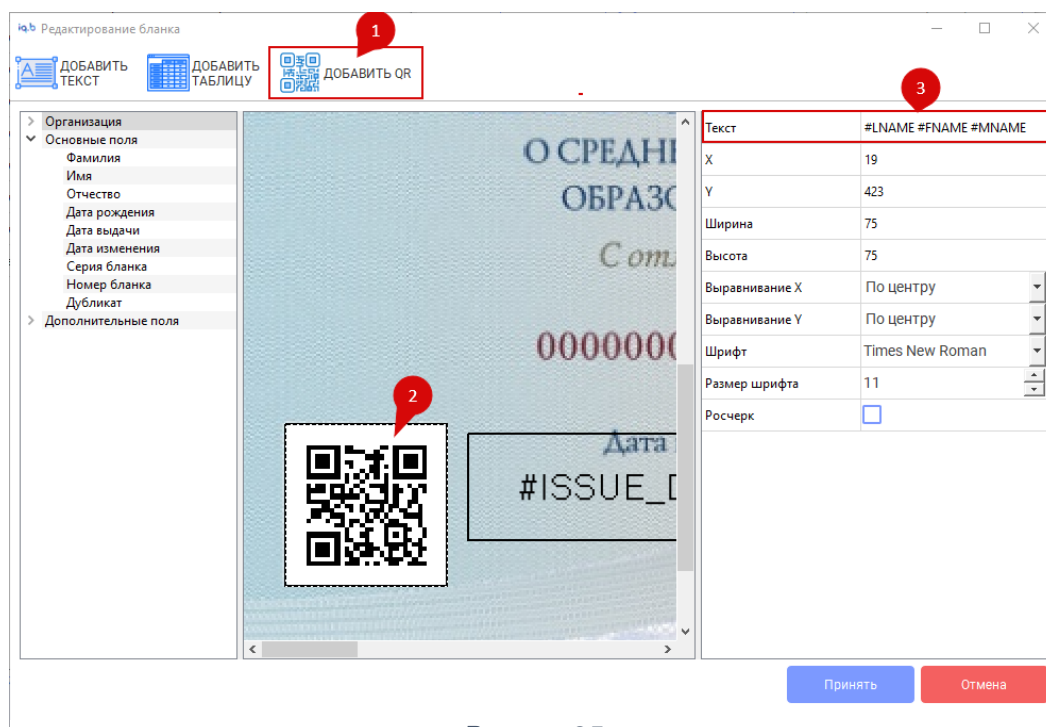 iq.b Редактирование бланка
1
ДОБАВИТЬ ТЕКСТ
ДОБАВИТЬ ТАБЛИЦУ
ДОБАВИТЬ QR
Организация
Основные поля
Фамилия
Имя
Отчество
Дата рождения
Дата выдачи
Дата изменения
Серия бланка
Номер бланка
Дубликат
Дополнительные поля
О СРЕДНЕ
ОБРАЗО
С отл
0000000
2
Дата
#ISSUE_D
3
Текст #LNAME #FNAME #MNAME
X 19
Y 423
Ширина 75
Высота 75
Выравнивание X По центру
Выравнивание Y По центру
Шрифт Times New Roman
Размер шрифта 11
Росчерк
Принять Отмена